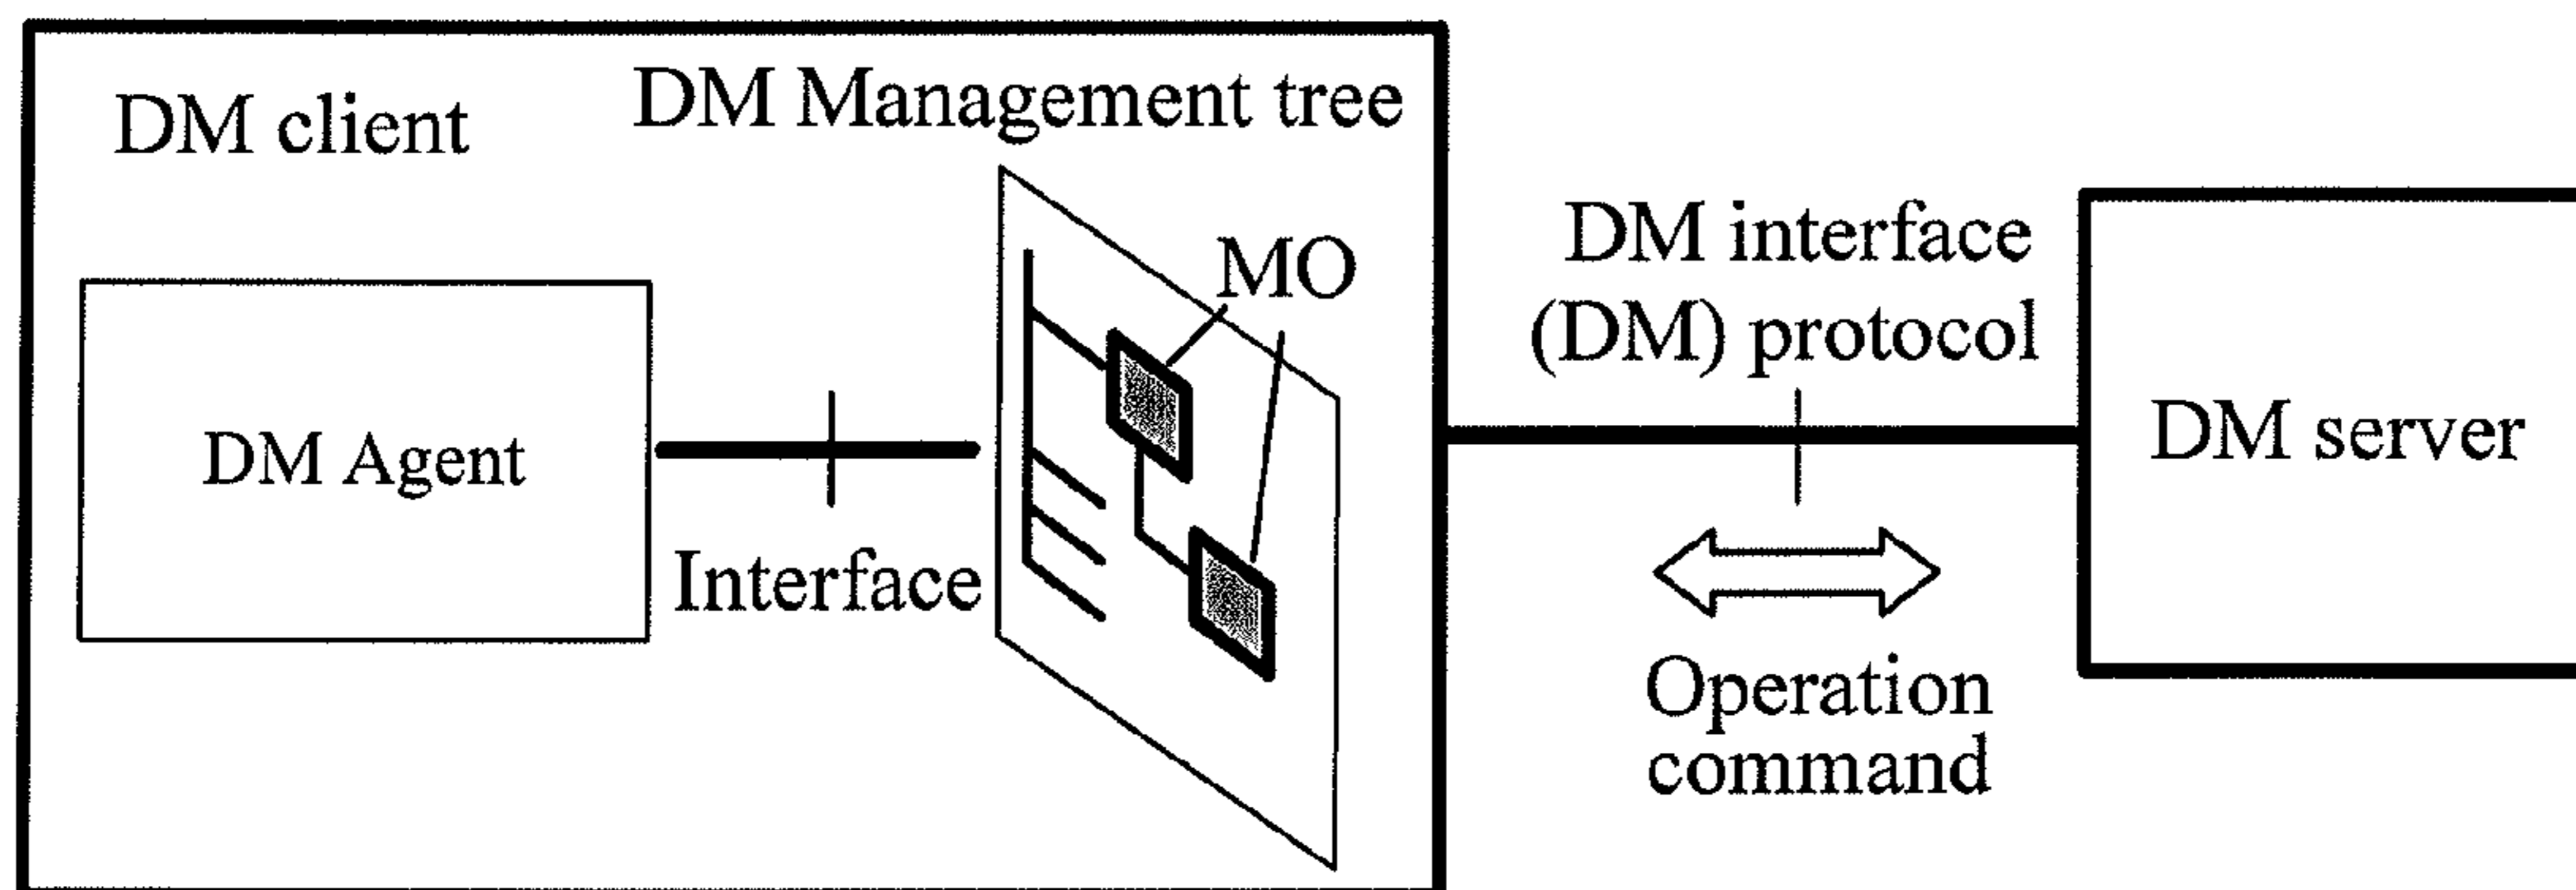 DM client
DM Management tree
MO
DM Agent
Interface
DM interface
(DM) protocol
Operation
command
DM server